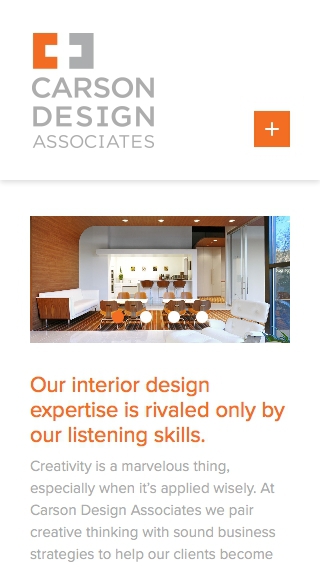 CARSON
DESIGN
ASSOCIATES
+
Our interior design
expertise is rivaled only by
our listening skills.
Creativity is a marvelous thing,
especially when it's applied wisely. At
Carson Design Associates we pair
creative thinking with sound business
strategies to help our clients become